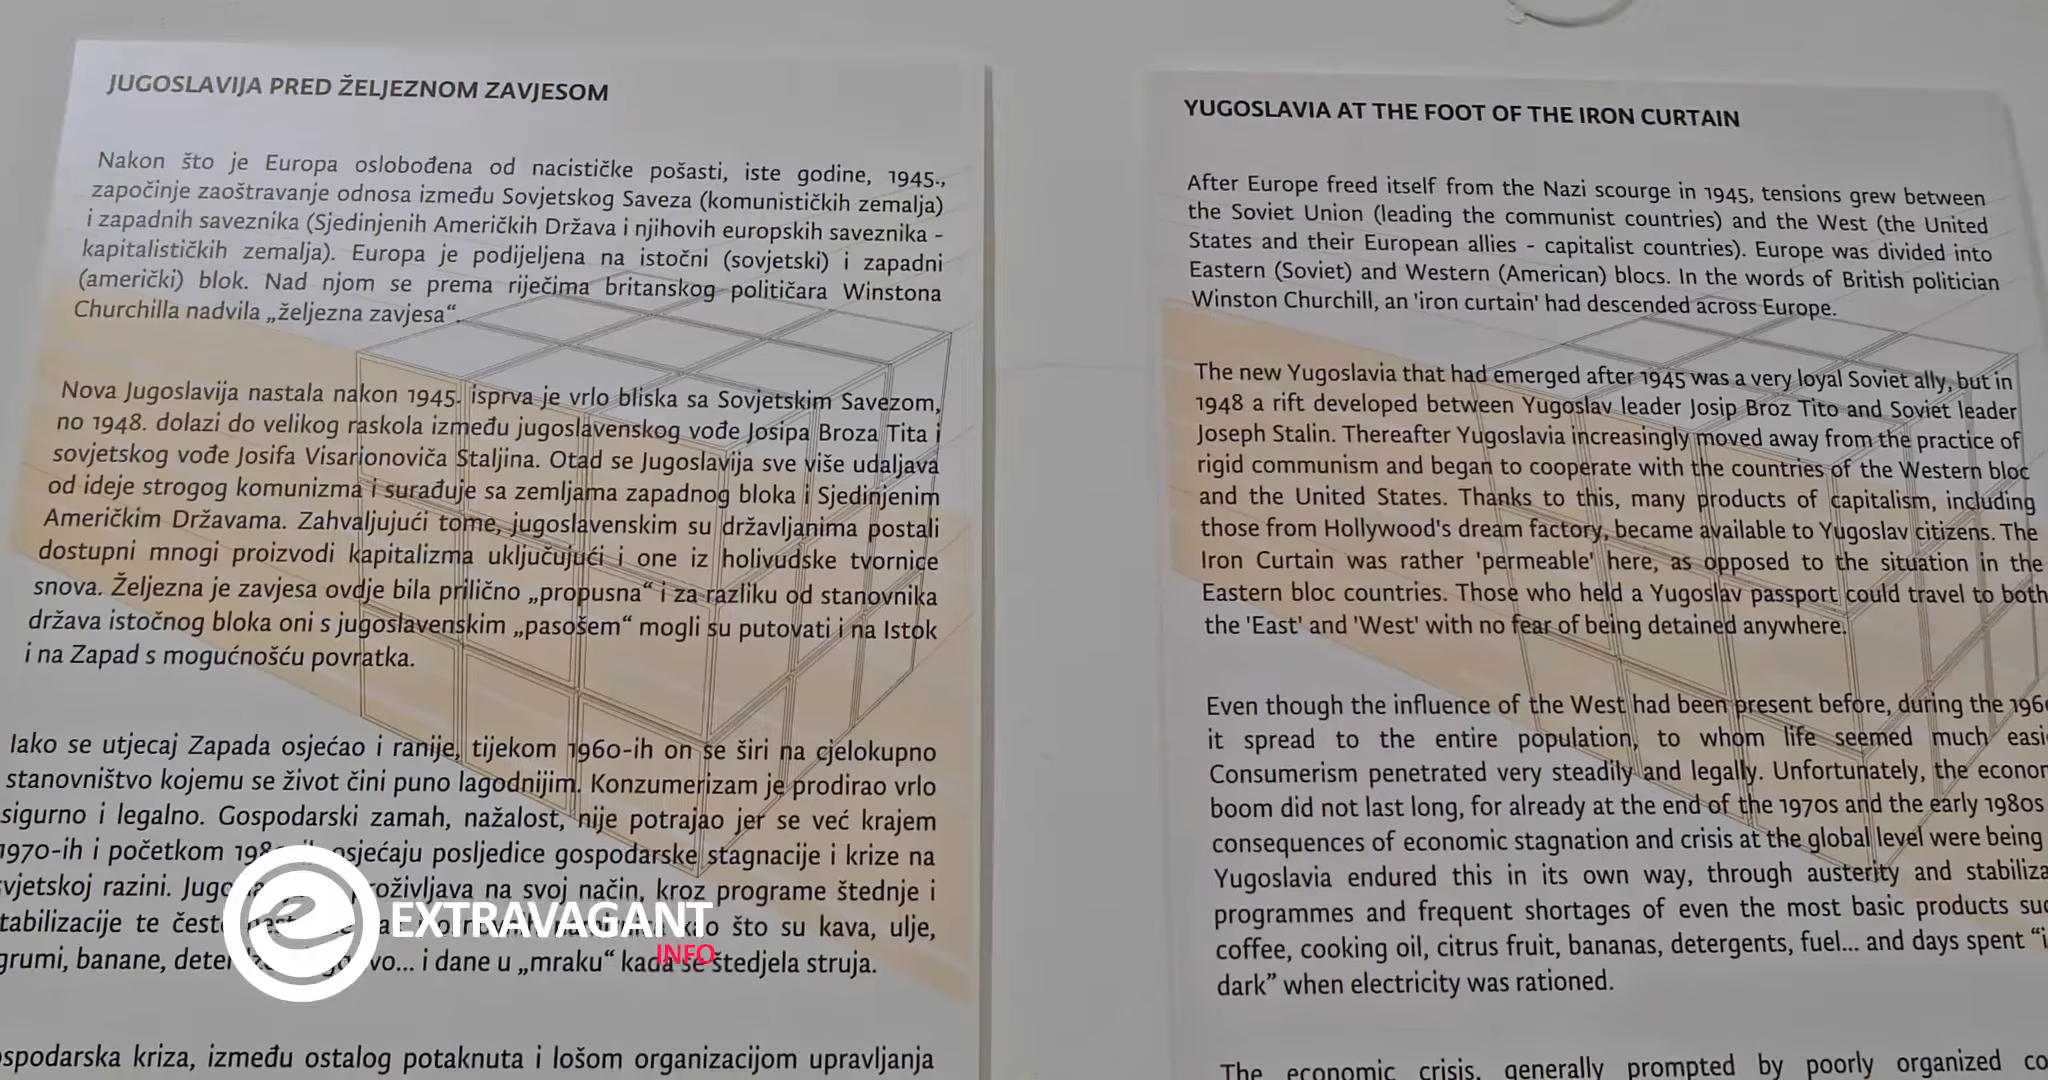 JUGOSLAVIJA PRED ŽELJEZNOM ZAVJESOM
Nakon što je Europa oslobođena od nacističke pošasti, iste godine, 1945.,
započinje zaoštravanje odnosa između Sovjetskog Saveza (komunističkih zemalja)
i zapadnih saveznika (Sjedinjenih Američkih Država i njihovih europskih saveznika -
kapitalističkih zemalja). Europa je podijeljena na istočni (sovjetski) i zapadni
(američki) blok. Nad njom se prema riječima britanskog političara Winstona
Churchilla nadvila „željezna zavjesa“.
Nova Jugoslavija nastala nakon 1945. isprva je vrlo bliska sa Sovjetskim Savezom,
no 1948. dolazi do velikog raskola između jugoslavenskog vođe Josipa Broza Tita i
sovjetskog vođe Josifa Visarionoviča Staljina. Otad se Jugoslavija sve više udaljava
od ideje strogog komunizma i surađuje sa zemljama zapadnog bloka i Sjedinjenim
Američkim Državama. Zahvaljujući tome, jugoslavenskim su državljanima postali
dostupni mnogi proizvodi kapitalizma uključujući i one iz holivudske tvornice
snova. Željezna je zavjesa ovdje bila prilično „propusna“ i za razliku od stanovnika
država istočnog bloka oni s jugoslavenskim „pasošem“ mogli su putovati i na Istok
i na Zapad s mogućnošću povratka.
Iako se utjecaj Zapada osjećao i ranije, tijekom 1960-ih on se širi na cjelokupno
stanovništvo kojemu se život čini puno lagodnijim. Konzumerizam je prodirao vrlo
sigurno i legalno. Gospodarski zamah, nažalost, nije potrajao jer se već krajem
1970-ih i početkom osjećaju posljedice gospodarske stagnacije i krize na
svjetskoj razini. proživljava na svoj način, kroz programe štednje i
tabilizacije te često kao što su kava, ulje,
grumi, banane, i dane u „mraku“ kada se štedjela struja.
spodarska kriza, između ostalog potaknuta i lošom organizacijom upravljanja
EXTRAVAGANT
INFO
YUGOSLAVIA AT THE FOOT OF THE IRON CURTAIN
After Europe freed itself from the Nazi scourge in 1945, tensions grew between
the Soviet Union (leading the communist countries) and the West (the United
States and their European allies - capitalist countries). Europe was divided into
Eastern (Soviet) and Western (American) blocs. In the words of British politician
Winston Churchill, an 'iron curtain' had descended across Europe.
The new Yugoslavia that had emerged after 1945 was a very loyal Soviet ally, but in
1948 a rift developed between Yugoslav leader Josip Broz Tito and Soviet leader
Joseph Stalin. Thereafter Yugoslavia increasingly moved away from the practice of
rigid communism and began to cooperate with the countries of the Western bloc
and the United States. Thanks to this, many products of capitalism, including
those from Hollywood's dream factory, became available to Yugoslav citizens. The
Iron Curtain was rather 'permeable' here, as opposed to the situation in the
Eastern bloc countries. Those who held a Yugoslav passport could travel to both
the 'East' and 'West' with no fear of being detained anywhere.
Even though the influence of the West had been present before, during the 196
it spread to the entire population, to whom life seemed much easi
Consumerism penetrated very steadily and legally. Unfortunately, the econor
boom did not last long, for already at the end of the 1970s and the early 1980s
consequences of economic stagnation and crisis at the global level were being
Yugoslavia endured this in its own way, through austerity and stabiliza
programmes and frequent shortages of even the most basic products suc
coffee, cooking oil, citrus fruit, bananas, detergents, fuel... and days spent “i
dark” when electricity was rationed.
The economic crisis, generally prompted by poorly organized co